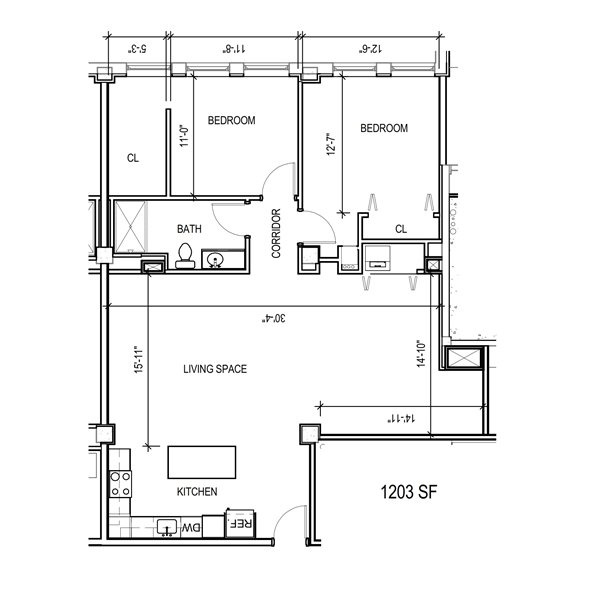 5'-3"
11'-8"
12'-6"
BEDROOM
BEDROOM
11'-0"
12'-7"
CL
BATH
CORRIDOR
CL
30'-4"
15'-11"
14'-10"
LIVING SPACE
14'-11"
KITCHEN
1203 SF
DW
REF.